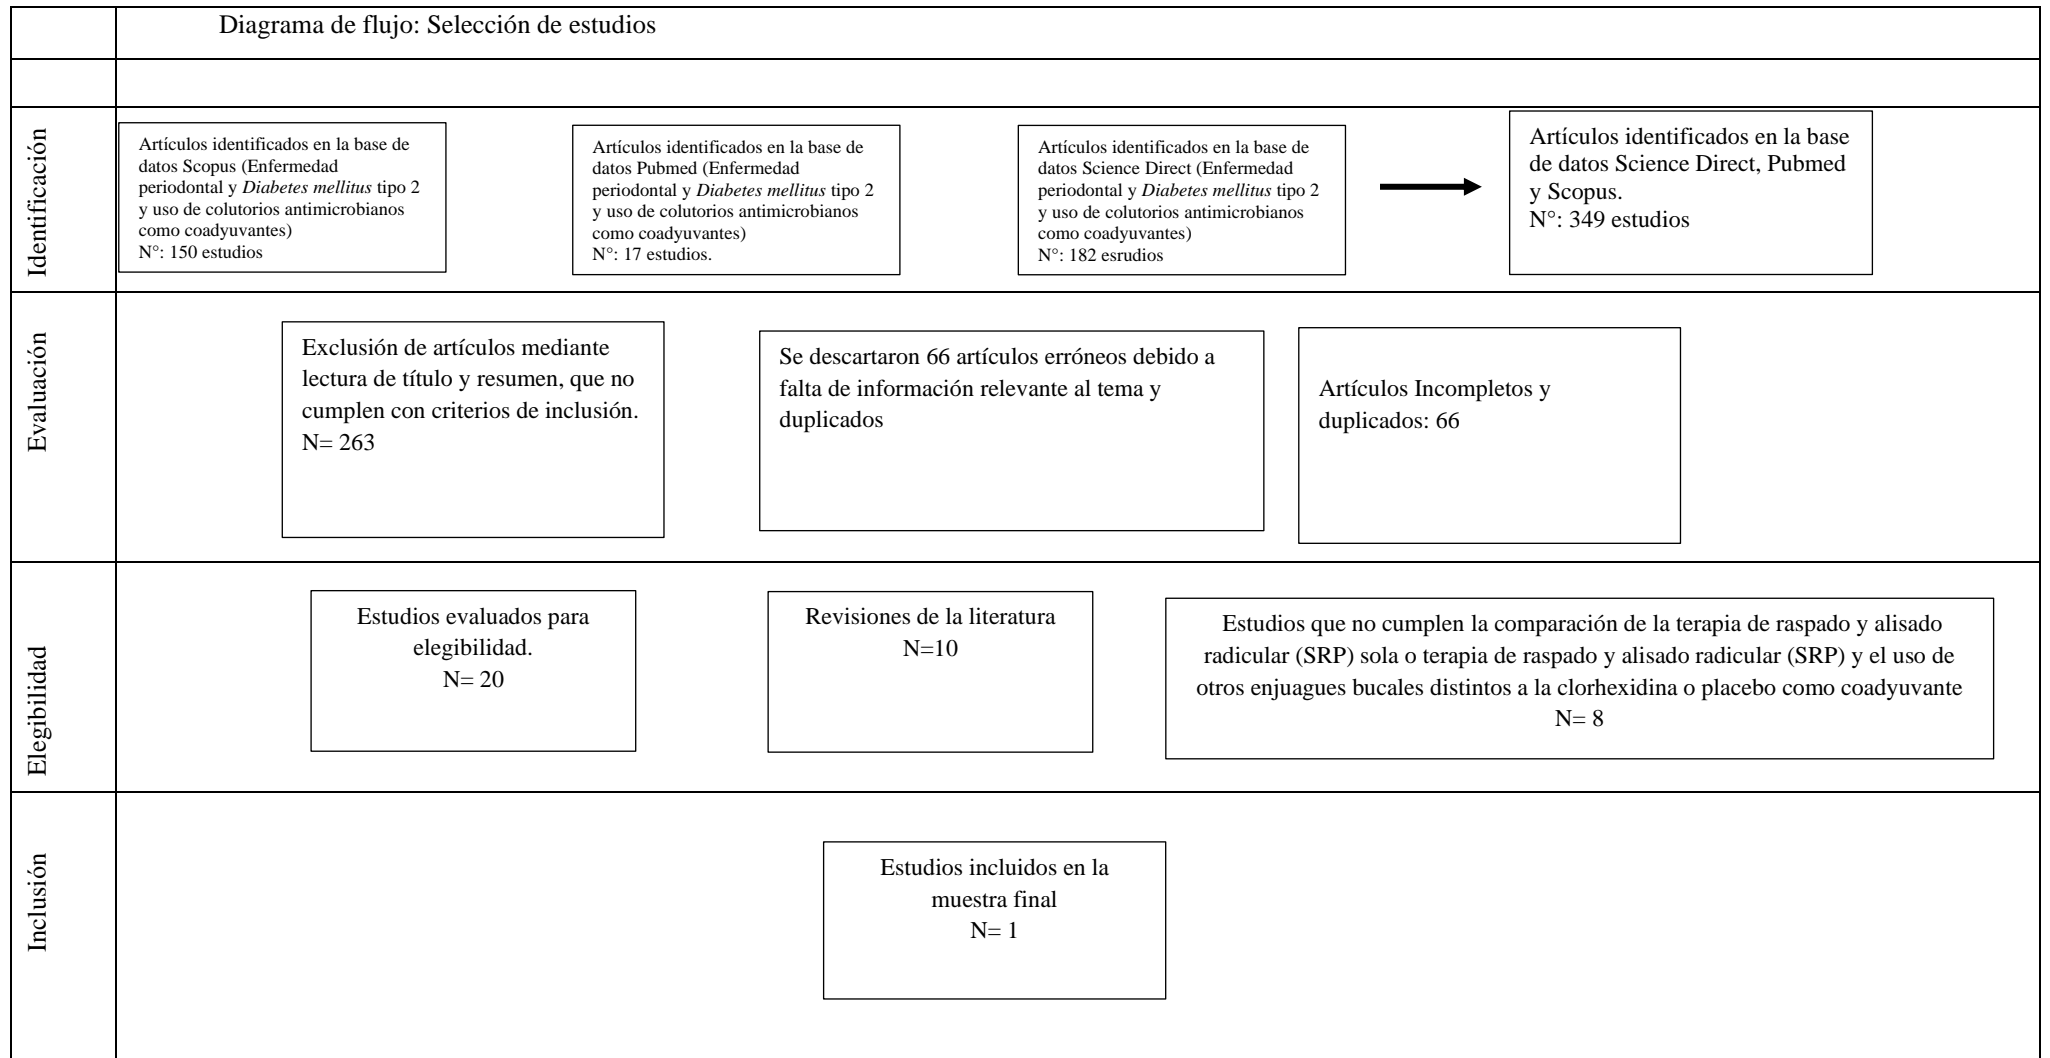 Diagrama de flujo: Selección de estudios
Identificación
Artículos identificados en la base de
datos Scopus (Enfermedad
periodontal y Diabetes mellitus tipo 2
y uso de colutorios antimicrobianos
como coadyuvantes)
N°: 150 estudios
Artículos identificados en la base de
datos Pubmed (Enfermedad
periodontal y Diabetes mellitus tipo 2
y uso de colutorios antimicrobianos
como coadyuvantes)
N°: 17 estudios.
Artículos identificados en la base de
datos Science Direct (Enfermedad
periodontal y Diabetes mellitus tipo 2
y uso de colutorios antimicrobianos
como coadyuvantes)
N°: 182 esrudios
Artículos identificados en la base
de datos Science Direct, Pubmed
y Scopus.
N°: 349 estudios
Evaluación
Exclusión de artículos mediante
lectura de título y resumen, que no
cumplen con criterios de inclusión.
N= 263
Se descartaron 66 artículos erróneos debido a
falta de información relevante al tema y
duplicados
Artículos Incompletos y
duplicados: 66
Elegibilidad
Estudios evaluados para
elegibilidad.
N= 20
Revisiones de la literatura
N=10
Estudios que no cumplen la comparación de la terapia de raspado y alisado
radicular (SRP) sola o terapia de raspado y alisado radicular (SRP) y el uso de
otros enjuagues bucales distintos a la clorhexidina o placebo como coadyuvante
N= 8
Inclusión
Estudios incluidos en la
muestra final
N= 1